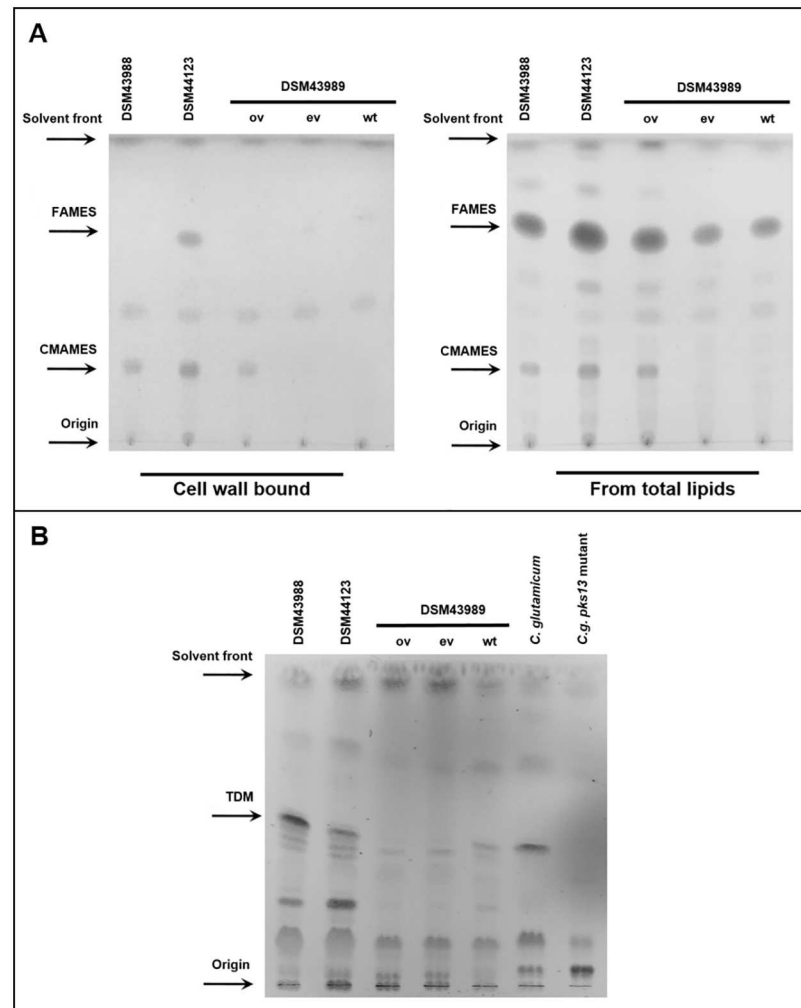 A
DSM43988
DSM44123
DSM43989
ov
ev
wt
Solvent front
FAMES
CMAMES
Origin
Cell wall bound
DSM43988
DSM44123
DSM43989
ov
ev
wt
Solvent front
FAMES
CMAMES
Origin
From total lipids
B
DSM43988
DSM44123
DSM43989
ov
ev
wt
C. glutamicum
C.g. pks13 mutant
Solvent front
TDM
Origin